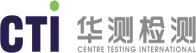 CTI 华测检测
CENTRE TESTING INTERNATIONAL